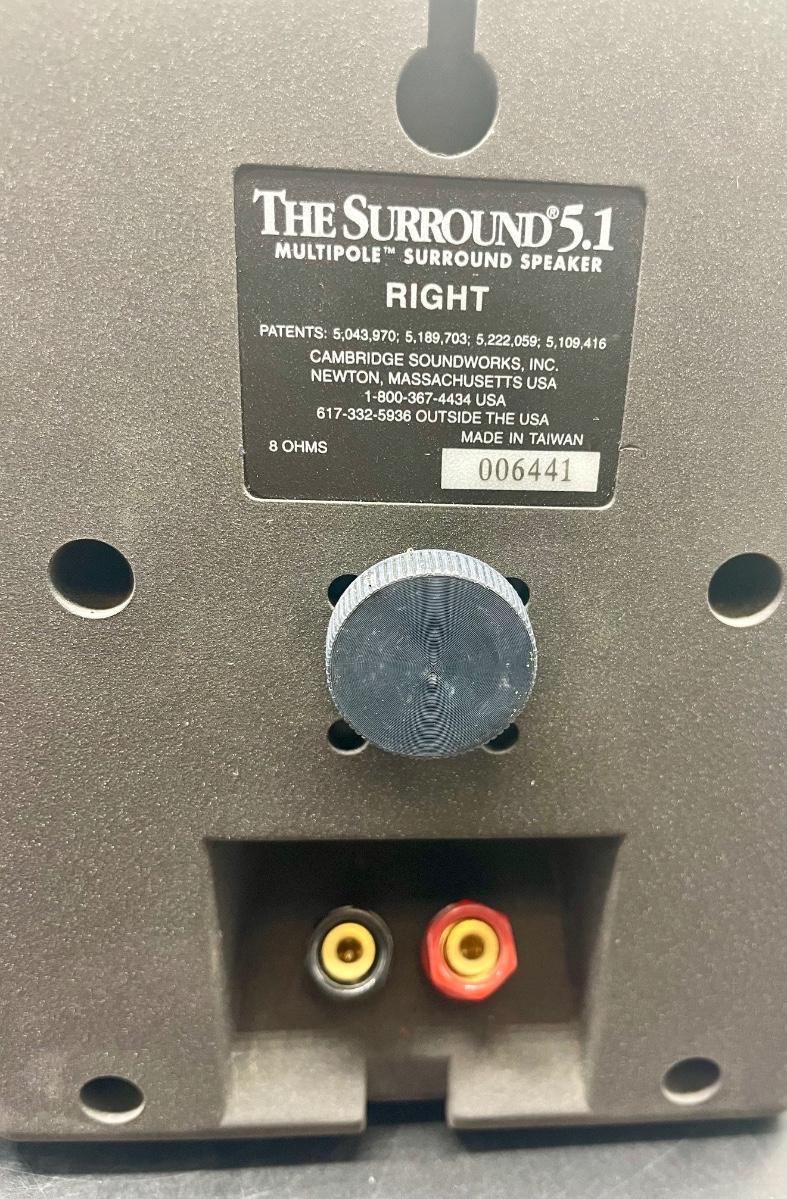 THE SURROUND® 5.1
MULTIPOLE™ SURROUND SPEAKER
RIGHT
PATENTS: 5,043,970; 5,189,703; 5,222,059; 5,109,416
CAMBRIDGE SOUNDWORKS, INC.
NEWTON, MASSACHUSETTS USA
1-800-367-4434 USA
617-332-5936 OUTSIDE THE USA
8 OHMS MADE IN TAIWAN
006441